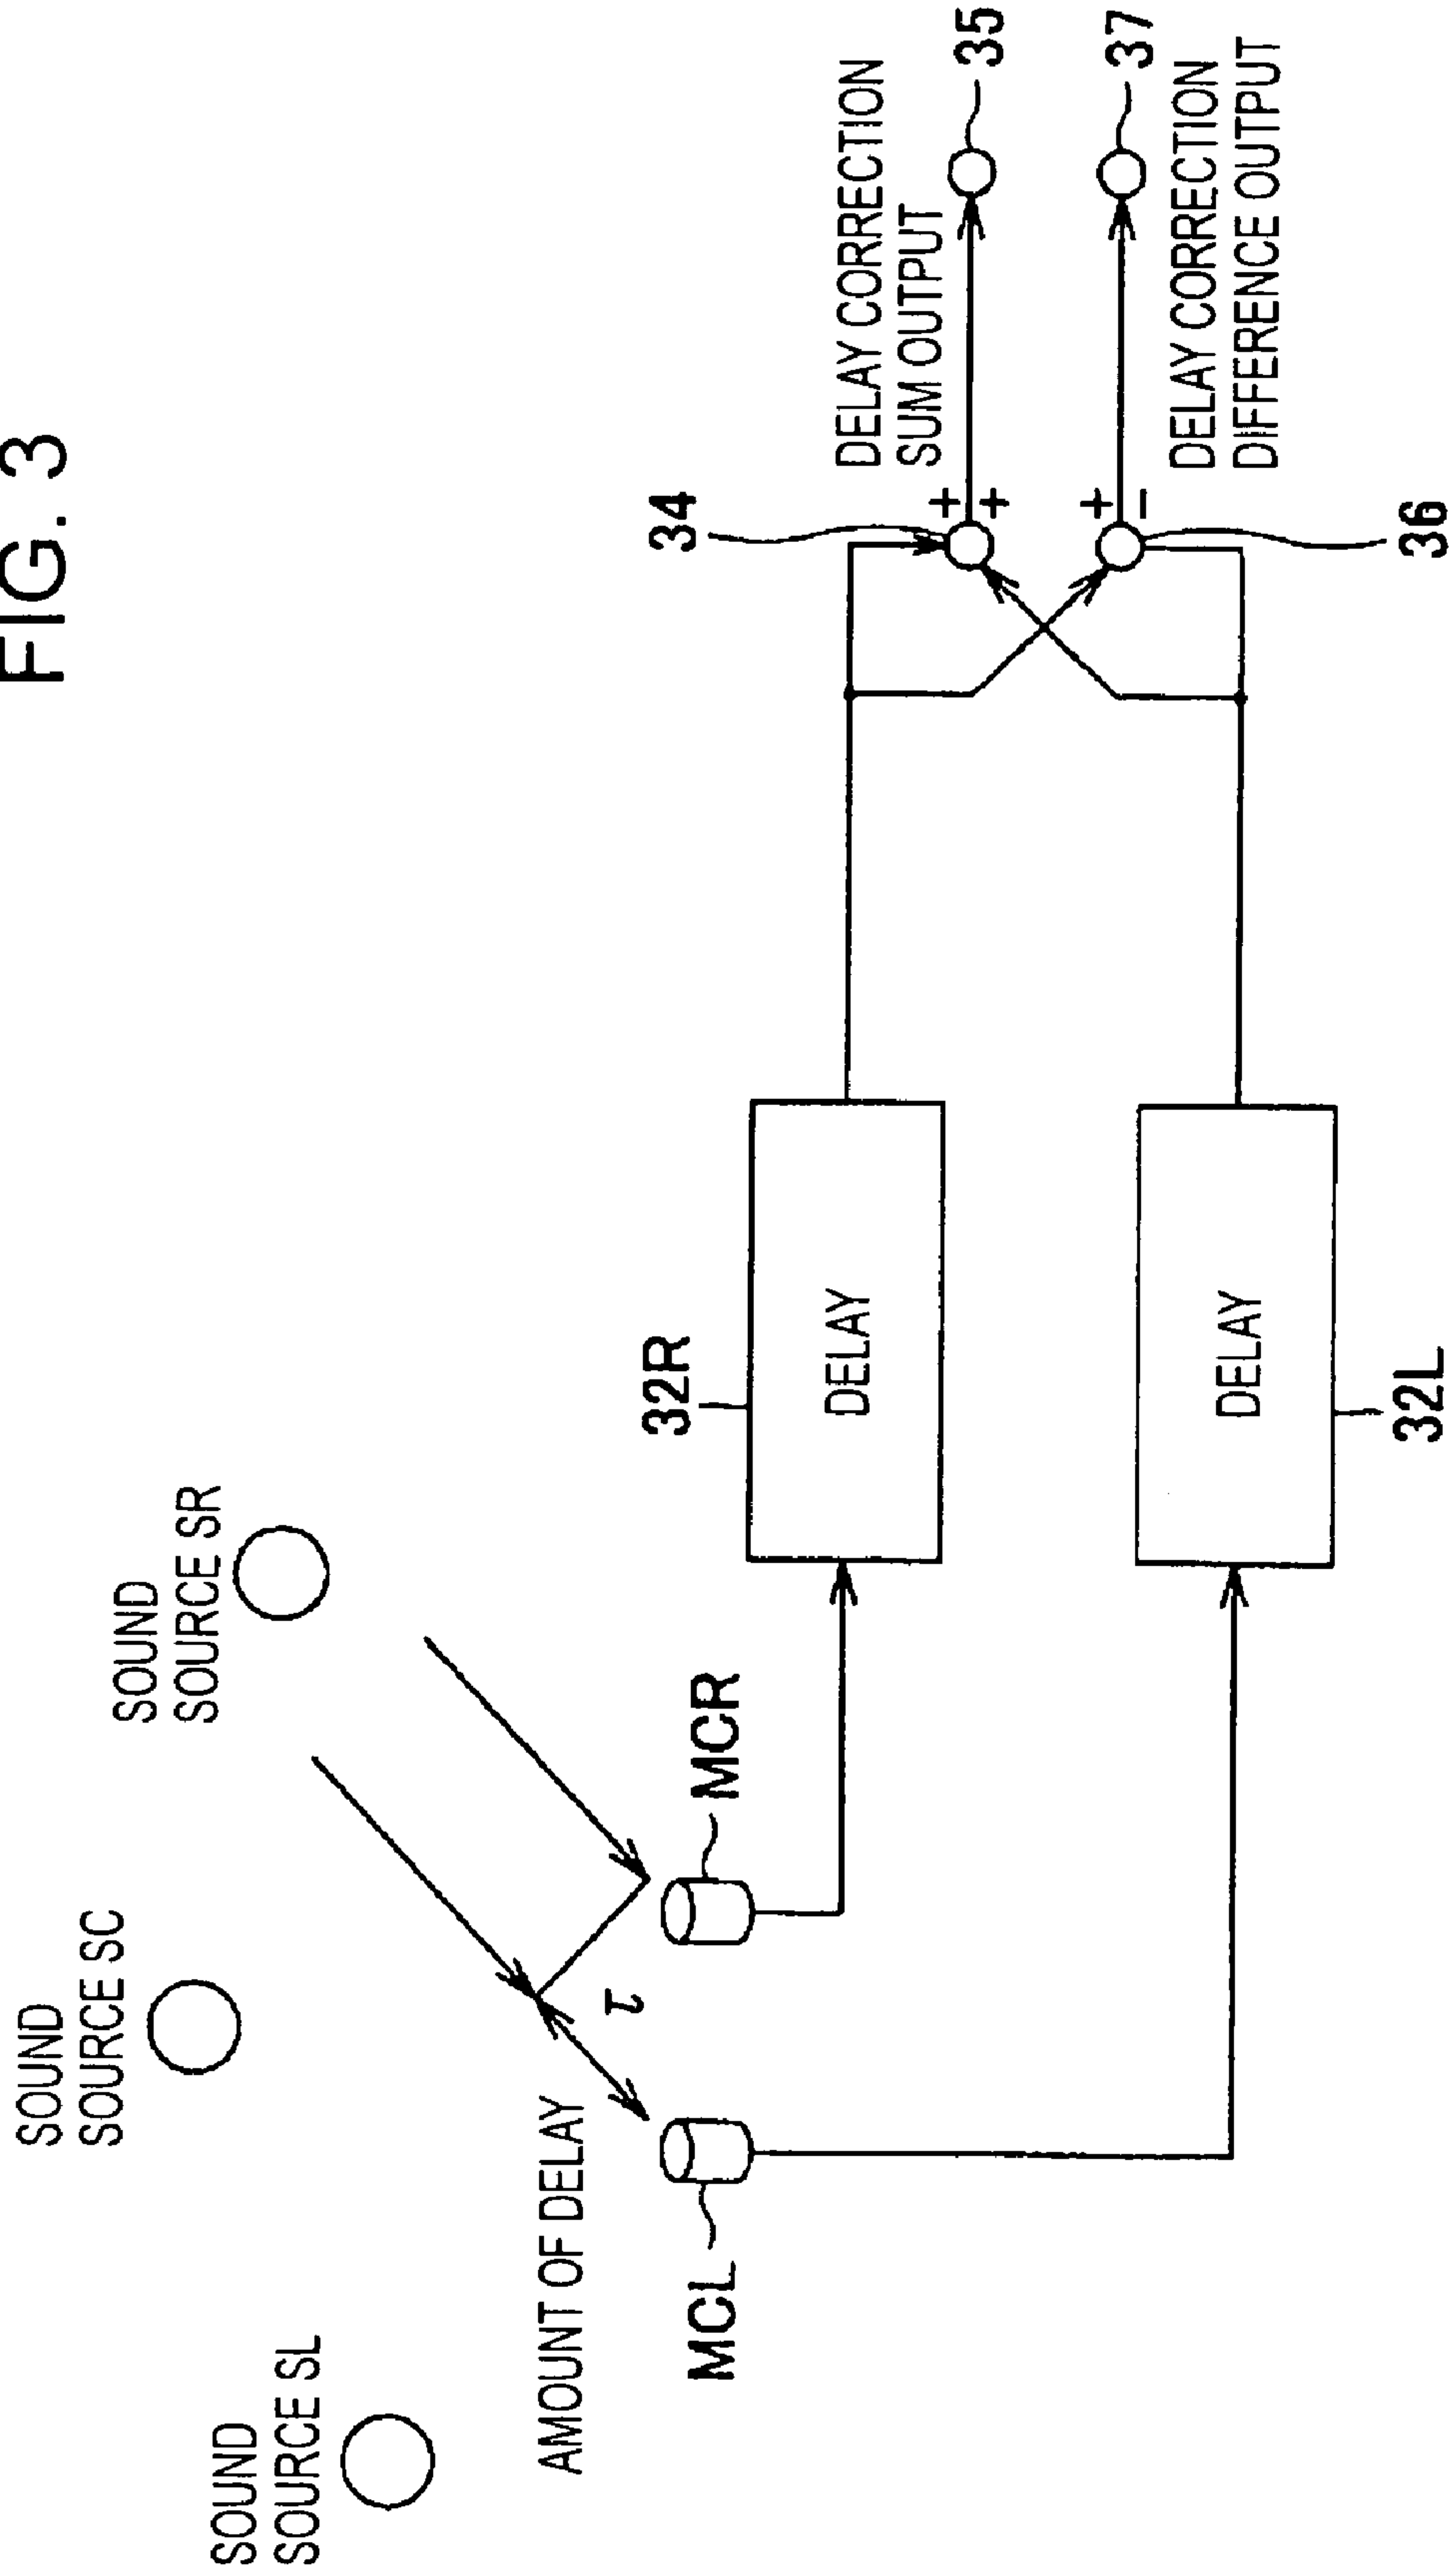 FIG. 3
SOUND
SOURCE SL
SOUND
SOURCE SC
SOUND
SOURCE SR
AMOUNT OF DELAY
τ
MCL
MCR
32R
DELAY
32L
DELAY
34
+
+
DELAY CORRECTION
SUM OUTPUT
35
36
+
−
DELAY CORRECTION
DIFFERENCE OUTPUT
37